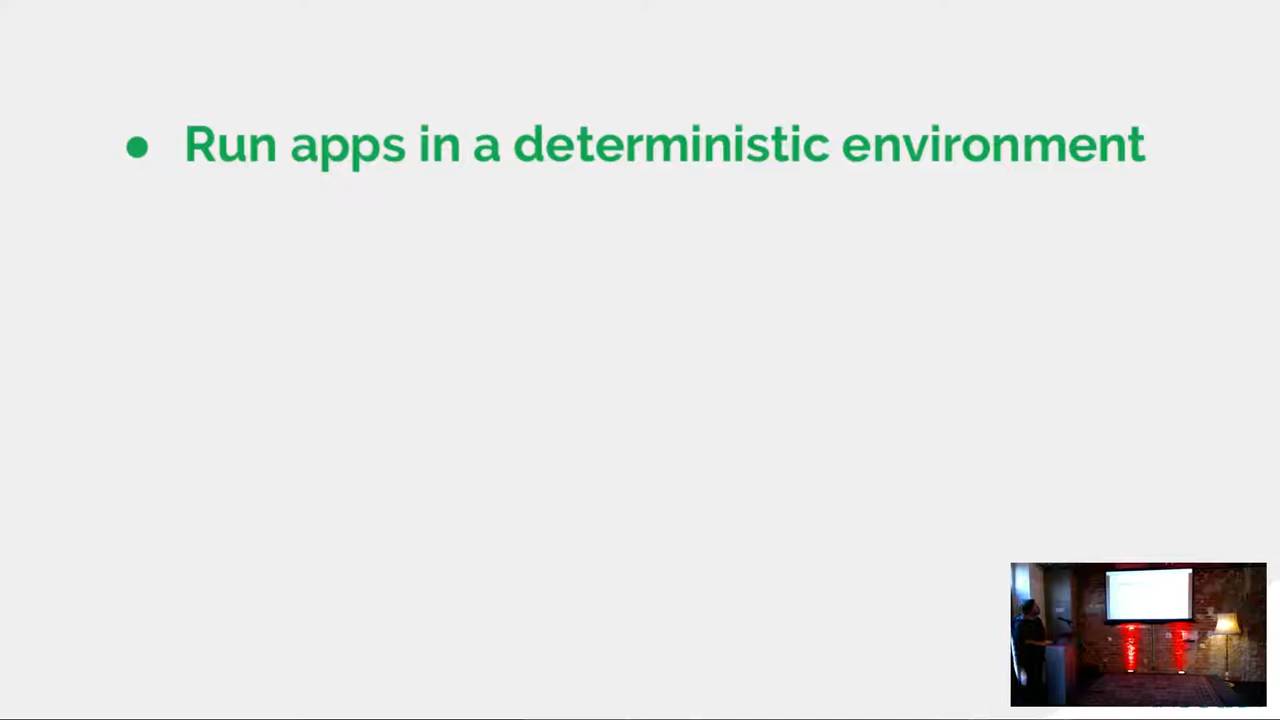 ● Run apps in a deterministic environment